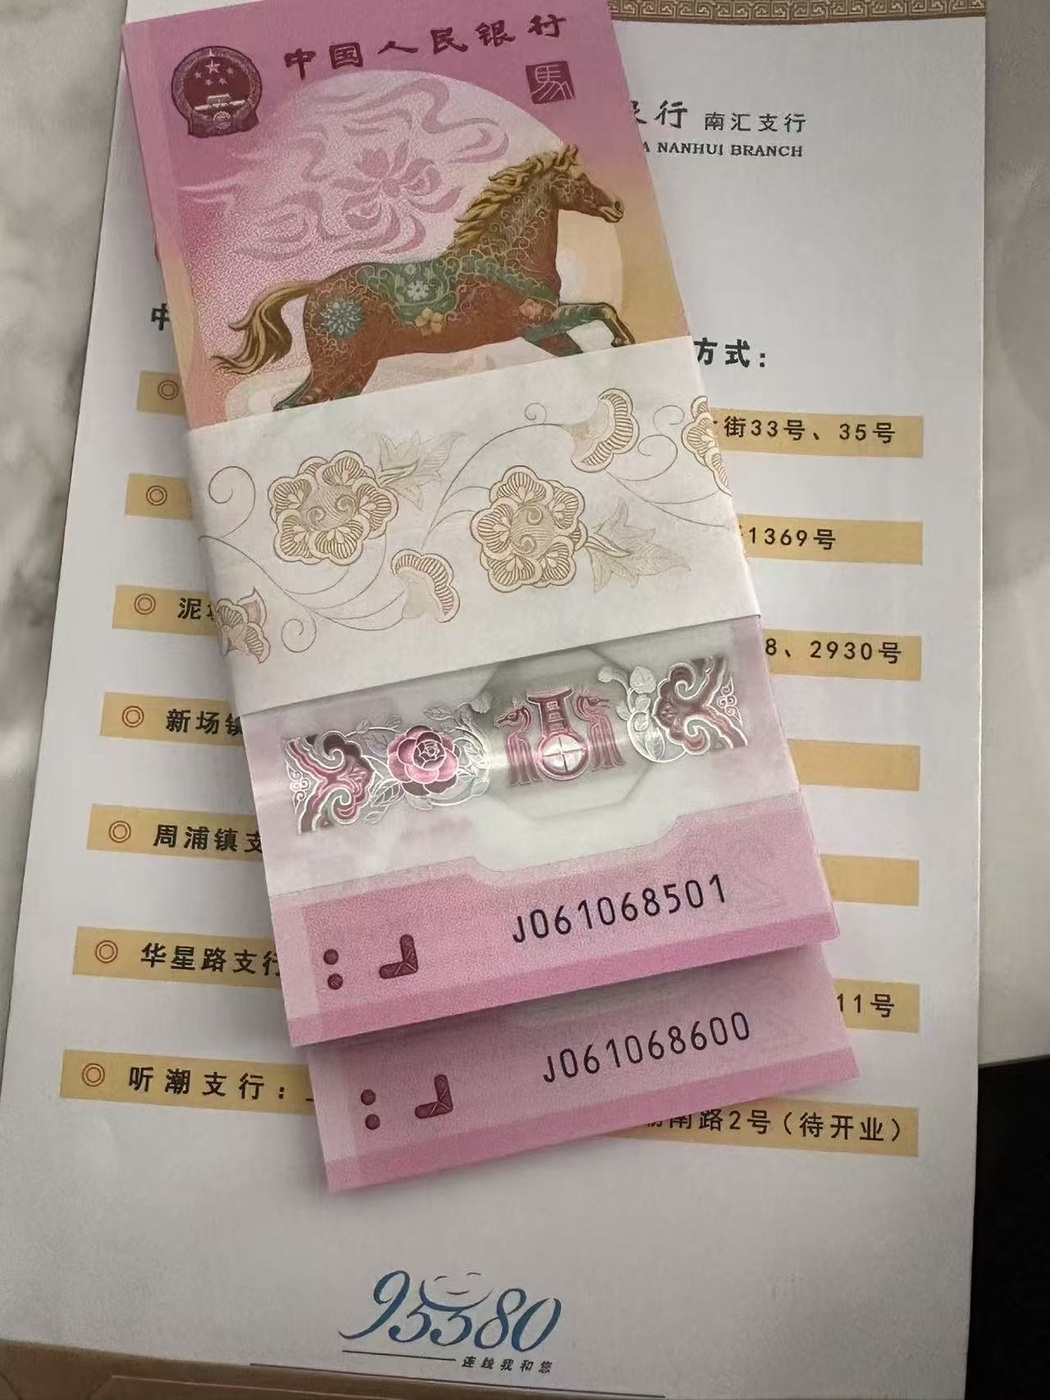 中国人民银行
馬
行 南汇支行
NANHUI BRANCH
方式：
街33号、35号
1369号
8、2930号
新场镇
周浦镇支
华星路支行
11号
听潮支行：
南路2号（待开业）
J061068501
J061068600
95580
连线我和您